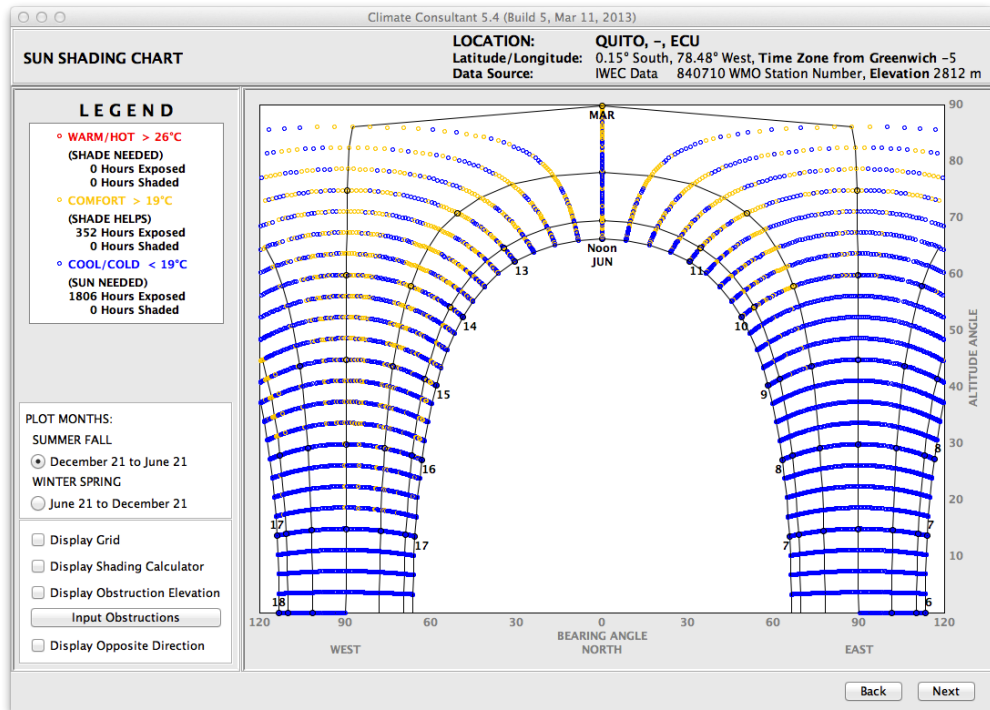 Climate Consultant 5.4 (Build 5, Mar 11, 2013)
SUN SHADING CHART
LOCATION: QUITO, -, ECU
Latitude/Longitude: 0.15° South, 78.48° West, Time Zone from Greenwich -5
Data Source: IWEC Data 840710 WMO Station Number, Elevation 2812 m
LEGEND
WARM/HOT > 26°C
(SHADE NEEDED)
0 Hours Exposed
0 Hours Shaded
COMFORT > 19°C
(SHADE HELPS)
352 Hours Exposed
0 Hours Shaded
COOL/COLD < 19°C
(SUN NEEDED)
1806 Hours Exposed
0 Hours Shaded
PLOT MONTHS:
SUMMER FALL
December 21 to June 21
WINTER SPRING
June 21 to December 21
Display Grid
Display Shading Calculator
Display Obstruction Elevation
Input Obstructions
Display Opposite Direction
90
MAR
80
70
Noon
13
11
JUN
60
14
10
50
ALTITUDE ANGLE
15
9
40
30
16
8
8
20
17
17
7
7
10
18
6
120 90 60 30 0 30 60 90 120
BEARING ANGLE
WEST NORTH EAST
Back Next